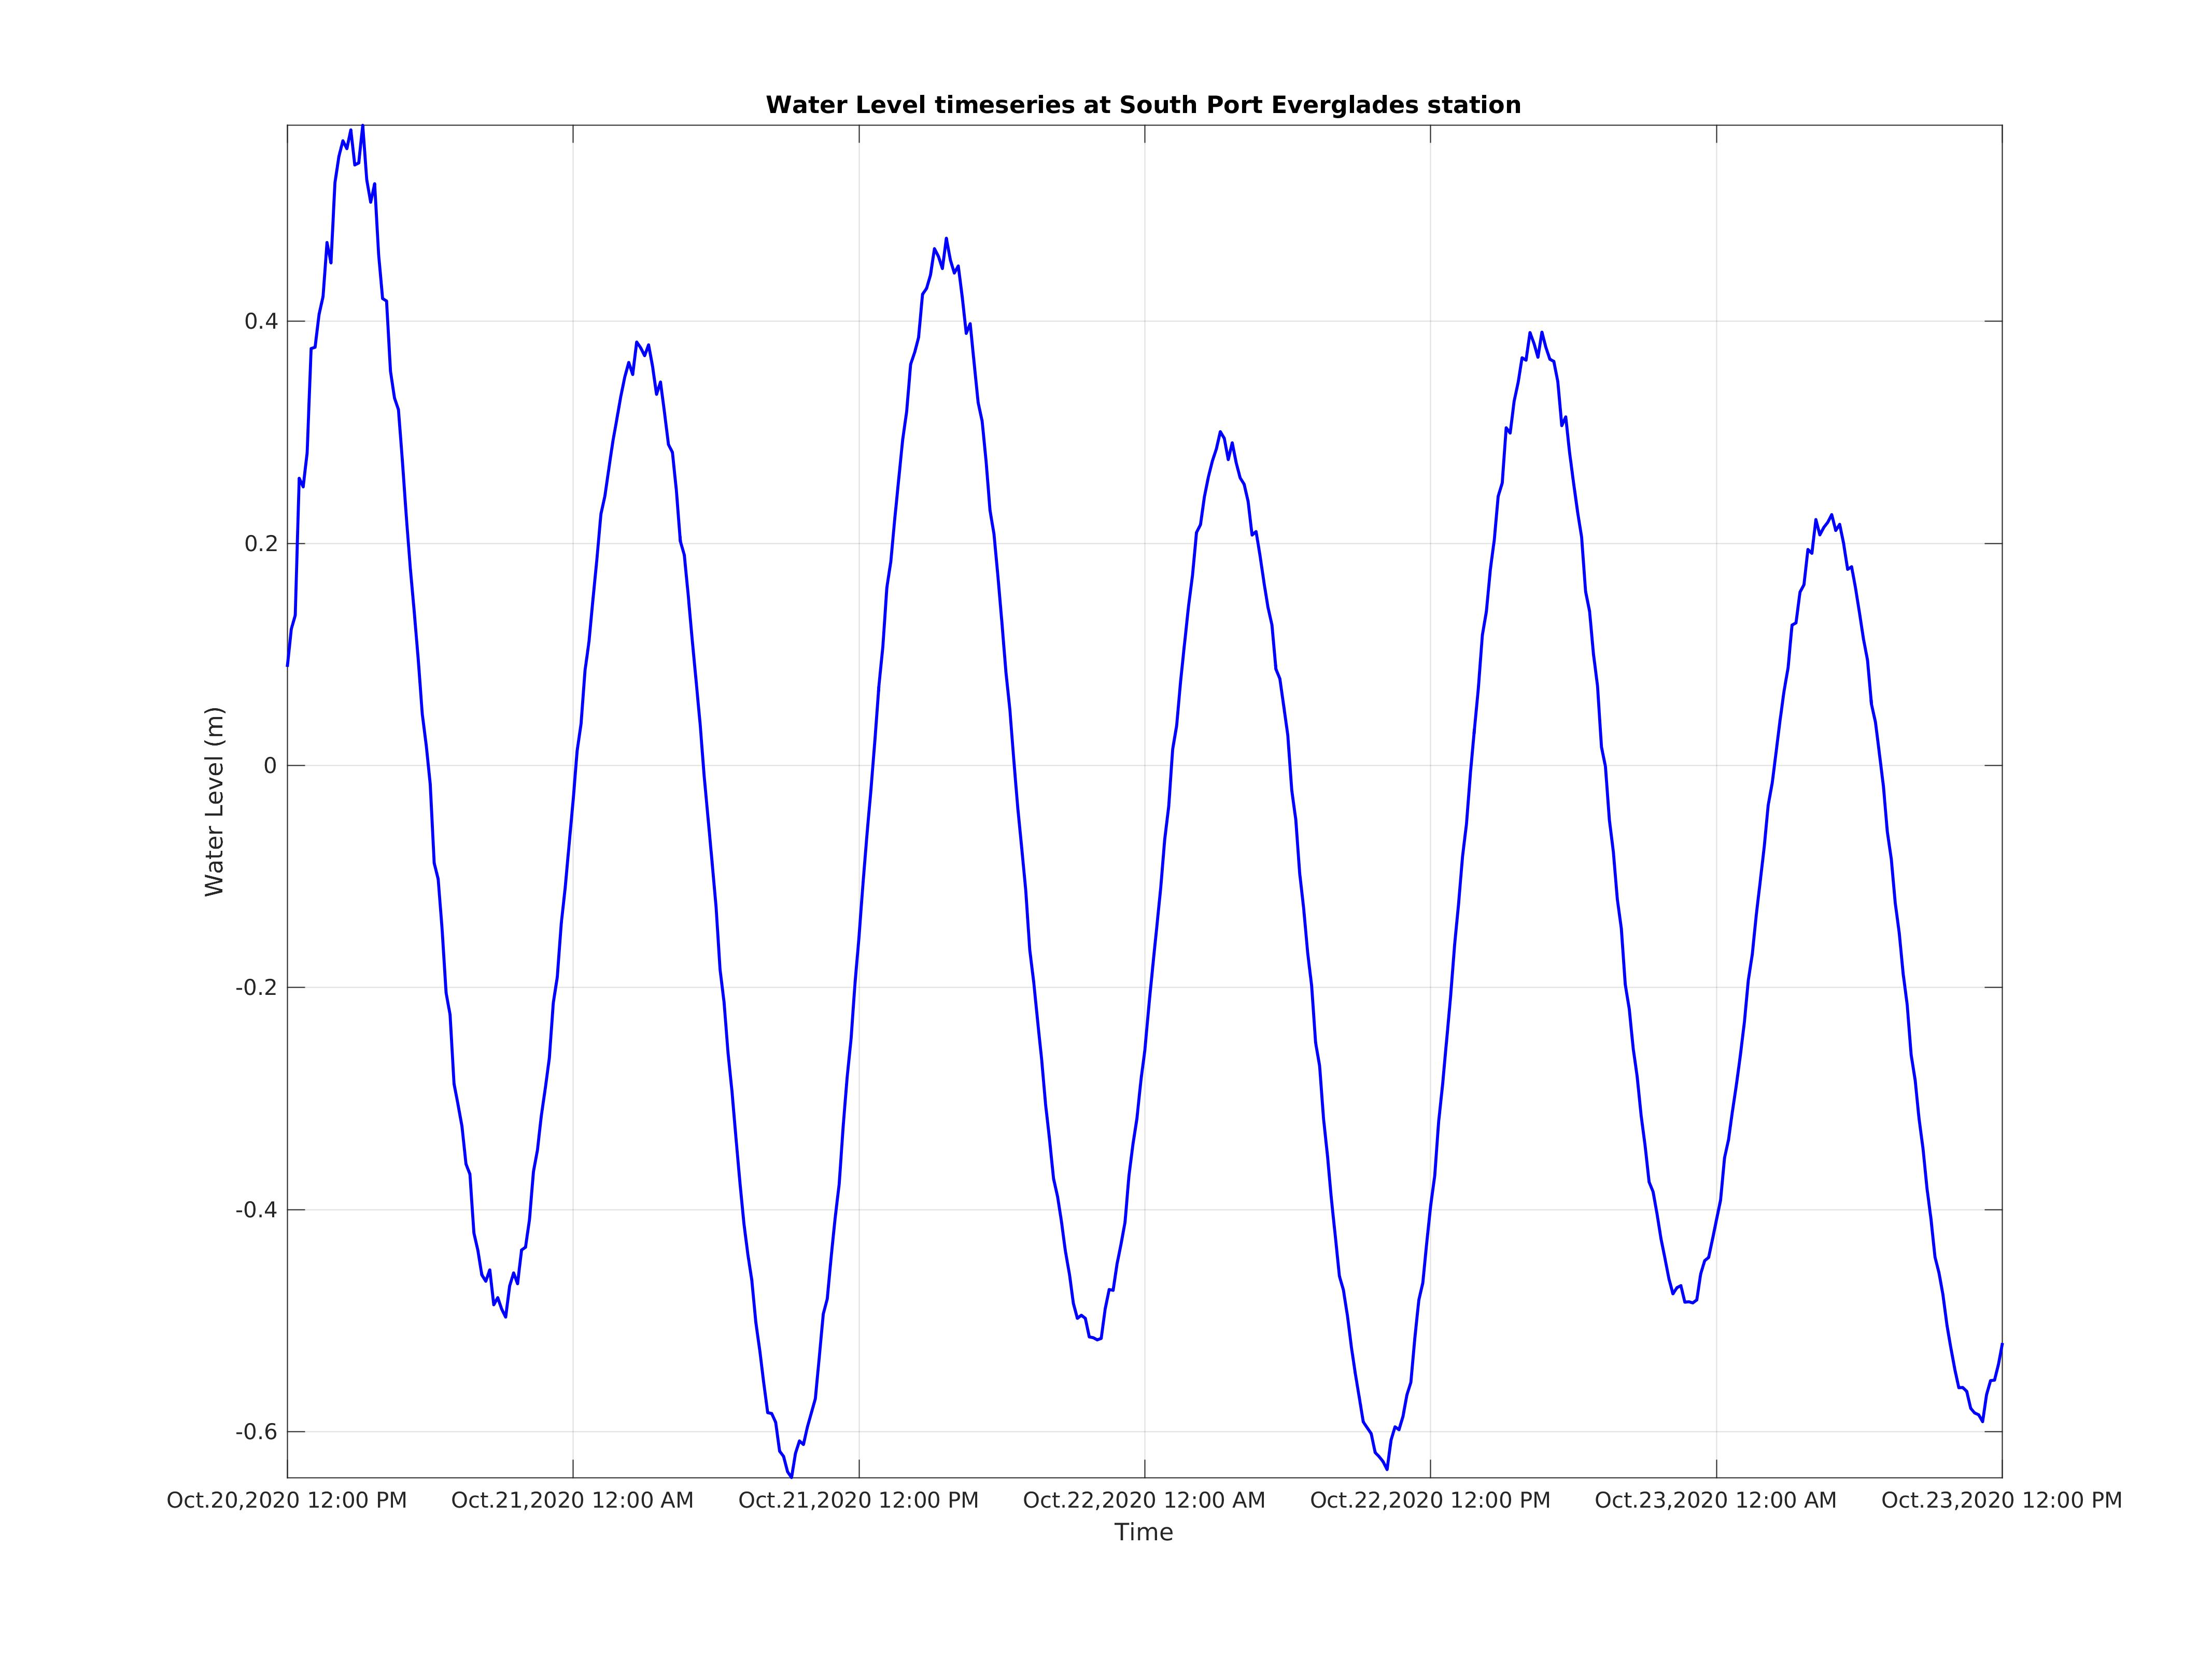 Water Level timeseries at South Port Everglades station
0.4
0.2
0
-0.2
-0.4
-0.6
Water Level (m)
Oct.20,2020 12:00 PM
Oct.21,2020 12:00 AM
Oct.21,2020 12:00 PM
Oct.22,2020 12:00 AM
Oct.22,2020 12:00 PM
Oct.23,2020 12:00 AM
Oct.23,2020 12:00 PM
Time